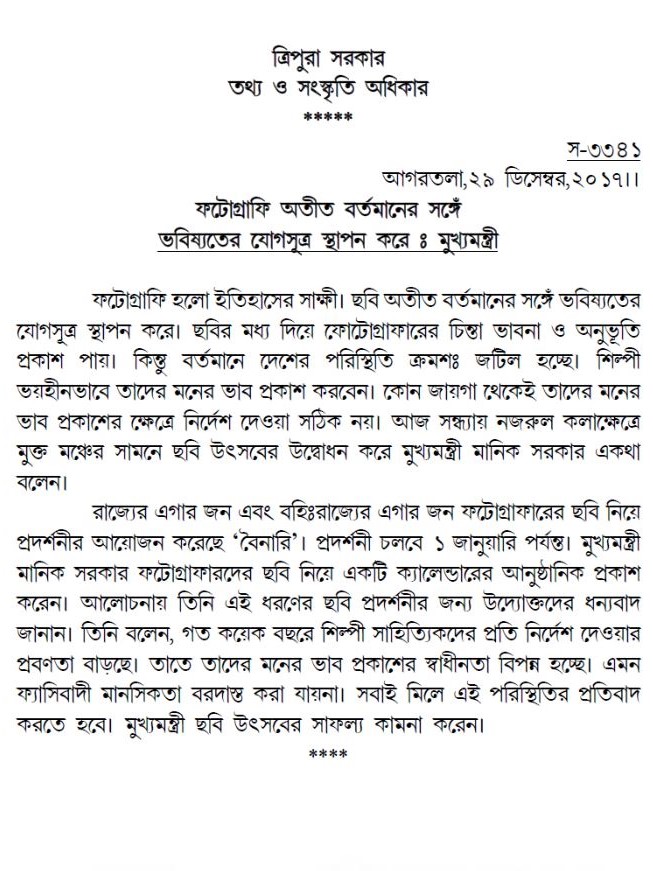 ত্রিপুরা সরকার
তথ্য ও সংস্কৃতি অধিকার
*****
স-৩৩৪১
আগরতলা,২৯ ডিসেম্বর,২০১৭।।
ফটোগ্রাফি অতীত বর্তমানের সঙ্গেঁ
ভবিষ্যতের যোগসূত্র স্থাপন করে ঃ মুখ্যমন্ত্রী
ফটোগ্রাফি হলো ইতিহাসের সাক্ষী। ছবি অতীত বর্তমানের সঙ্গেঁ ভবিষ্যতের
যোগসূত্র স্থাপন করে। ছবির মধ্য দিয়ে ফোটোগ্রাফারের চিন্তা ভাবনা ও অনুভূতি
প্রকাশ পায়। কিন্তু বর্তমানে দেশের পরিস্থিতি ক্রমশঃ জটিল হচ্ছে। শিল্পী
ভয়হীনভাবে তাদের মনের ভাব প্রকাশ করবেন। কোন জায়গা থেকেই তাদের মনের
ভাব প্রকাশের ক্ষেত্রে নির্দেশ দেওয়া সঠিক নয়। আজ সন্ধ্যায় নজরুল কলাক্ষেত্রে
মুক্ত মঞ্চের সামনে ছবি উৎসবের উদ্বোধন করে মুখ্যমন্ত্রী মানিক সরকার একথা
বলেন।
রাজ্যের এগার জন এবং বহিঃরাজ্যের এগার জন ফটোগ্রাফারের ছবি নিয়ে
প্রদর্শনীর আয়োজন করেছে ‘বৈনারি’। প্রদর্শনী চলবে ১ জানুয়ারি পর্যন্ত। মুখ্যমন্ত্রী
মানিক সরকার ফটোগ্রাফারদের ছবি নিয়ে একটি ক্যালেন্ডারের আনুষ্ঠানিক প্রকাশ
করেন। আলোচনায় তিনি এই ধরণের ছবি প্রদর্শনীর জন্য উদ্যোক্তদের ধন্যবাদ
জানান। তিনি বলেন, গত কয়েক বছরে শিল্পী সাহিত্যিকদের প্রতি নির্দেশ দেওয়ার
প্রবণতা বাড়ছে। তাতে তাদের মনের ভাব প্রকাশের স্বাধীনতা বিপন্ন হচ্ছে। এমন
ফ্যাসিবাদী মানসিকতা বরদাস্ত করা যায়না। সবাই মিলে এই পরিস্থিতির প্রতিবাদ
করতে হবে। মুখ্যমন্ত্রী ছবি উৎসবের সাফল্য কামনা করেন।
****